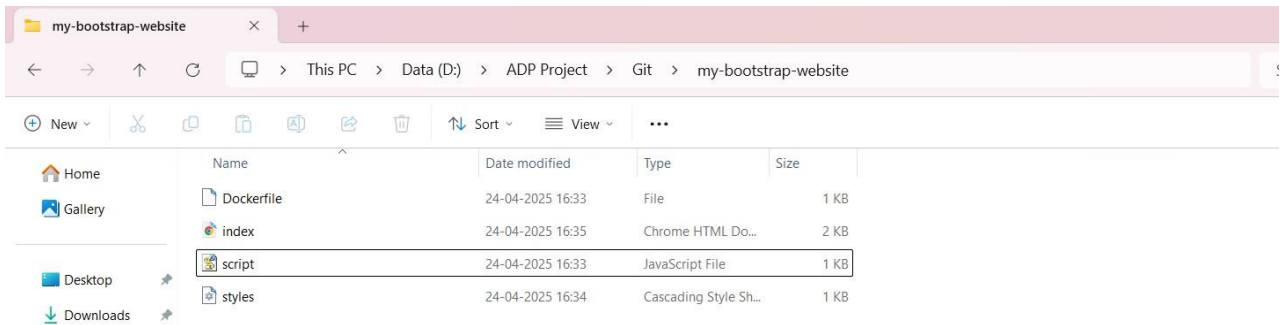 my-bootstrap-website
This PC > Data (D:) > ADP Project > Git > my-bootstrap-website
New Sort View
Name Date modified Type Size
Home
Gallery
Desktop
Downloads
Dockerfile 24-04-2025 16:33 File 1 KB
index 24-04-2025 16:35 Chrome HTML Do... 2 KB
script 24-04-2025 16:33 JavaScript File 1 KB
styles 24-04-2025 16:34 Cascading Style Sh... 1 KB